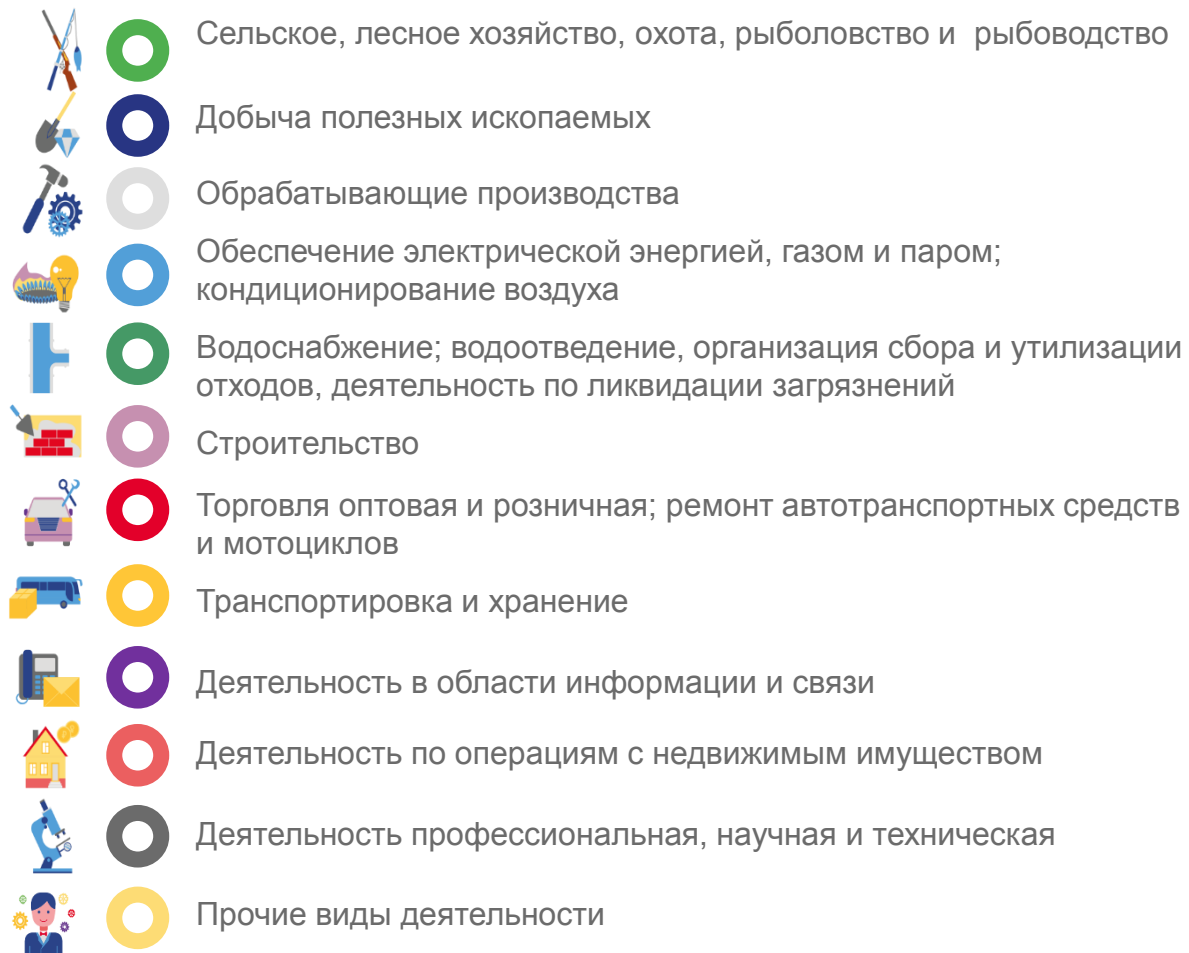 Сельское, лесное хозяйство, охота, рыболовство и рыбоводство
Добыча полезных ископаемых
Обрабатывающие производства
Обеспечение электрической энергией, газом и паром;
кондиционирование воздуха
Водоснабжение; водоотведение, организация сбора и утилизации
отходов, деятельность по ликвидации загрязнений
Строительство
Торговля оптовая и розничная; ремонт автотранспортных средств
и мотоциклов
Транспортировка и хранение
Деятельность в области информации и связи
Деятельность по операциям с недвижимым имуществом
Деятельность профессиональная, научная и техническая
Прочие виды деятельности